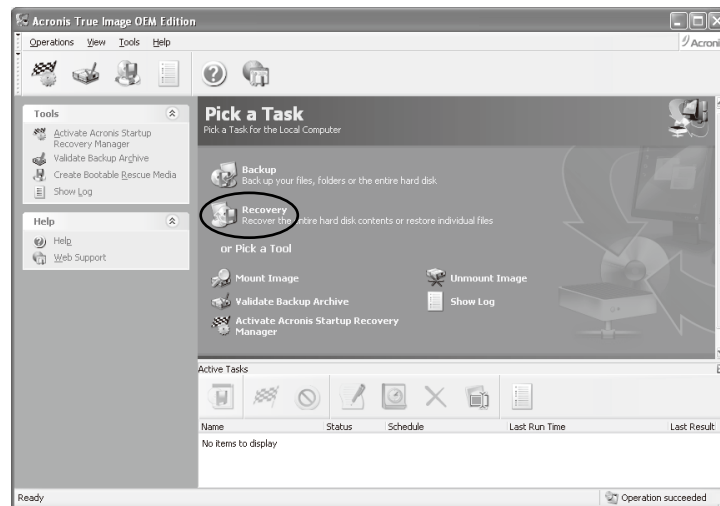 Acronis True Image OEM Edition
Operations View Tools Help
Acroni
Tools
Activate Acronis Startup
Recovery Manager
Validate Backup Archive
Create Bootable Rescue Media
Show Log
Help
Help
Web Support
Pick a Task
Pick a Task for the Local Computer
Backup
Back up your files, folders or the entire hard disk
Recovery
Recover the entire hard disk contents or restore individual files
or Pick a Tool
Mount Image
Unmount Image
Validate Backup Archive
Show Log
Activate Acronis Startup Recovery
Manager
Active Tasks
Name Status Schedule Last Run Time Last Result
No items to display
Ready
Operation succeeded